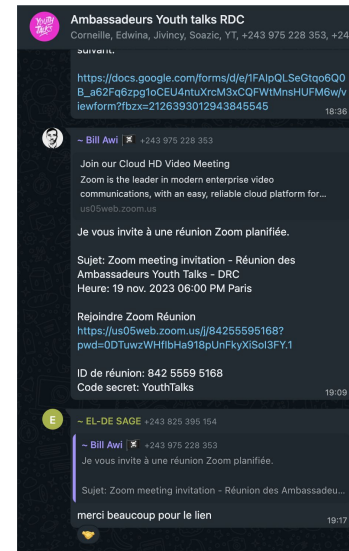 YOUTH
TALKS
Ambassadeurs Youth talks RDC
Corneille, Edwina, Jivincy, Soazic, YT, +243 975 228 353, +24
suivant.
https://docs.google.com/forms/d/e/1FAIpQLSeGtqo6Q0
B_a62Fq6zpg1oCEU4ntuXrcM3xCQFWtMnsHUFM6w/v
iewform?fbzx=2126393012943845545
18:36
~ Bill Awi +243 975 228 353
Join our Cloud HD Video Meeting
Zoom is the leader in modern enterprise video
communications, with an easy, reliable cloud platform for...
us05web.zoom.us
Je vous invite à une réunion Zoom planifiée.
Sujet: Zoom meeting invitation - Réunion des
Ambassadeurs Youth Talks - DRC
Heure: 19 nov. 2023 06:00 PM Paris
Rejoindre Zoom Réunion
https://us05web.zoom.us/j/84255595168?
pwd=0DTuwzWHfIbHa918pUnFkyXiSoI3FY.1
ID de réunion: 842 5559 5168
Code secret: YouthTalks
19:09
E
~ EL-DE SAGE +243 825 395 154
~ Bill Awi +243 975 228 353
Je vous invite à une réunion Zoom planifiée.
Sujet: Zoom meeting invitation - Réunion des Ambassadeu...
merci beaucoup pour le lien
19:17